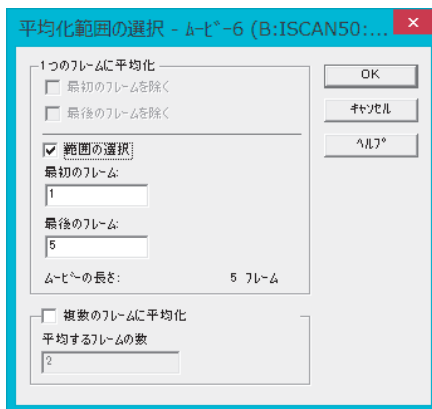 平均化範囲の選択 - ﾑｰﾋﾞｰ6 (B:ISCAN50:...
1つのﾌﾚｰﾑに平均化
最初のﾌﾚｰﾑを除く
最後のﾌﾚｰﾑを除く
範囲の選択
最初のﾌﾚｰﾑ:
1
最後のﾌﾚｰﾑ:
5
ﾑｰﾋﾞｰの長さ: 5 ﾌﾚｰﾑ
複数のﾌﾚｰﾑに平均化
平均するﾌﾚｰﾑの数
2
OK
ｷｬﾝｾﾙ
ﾍﾙﾌﾟ